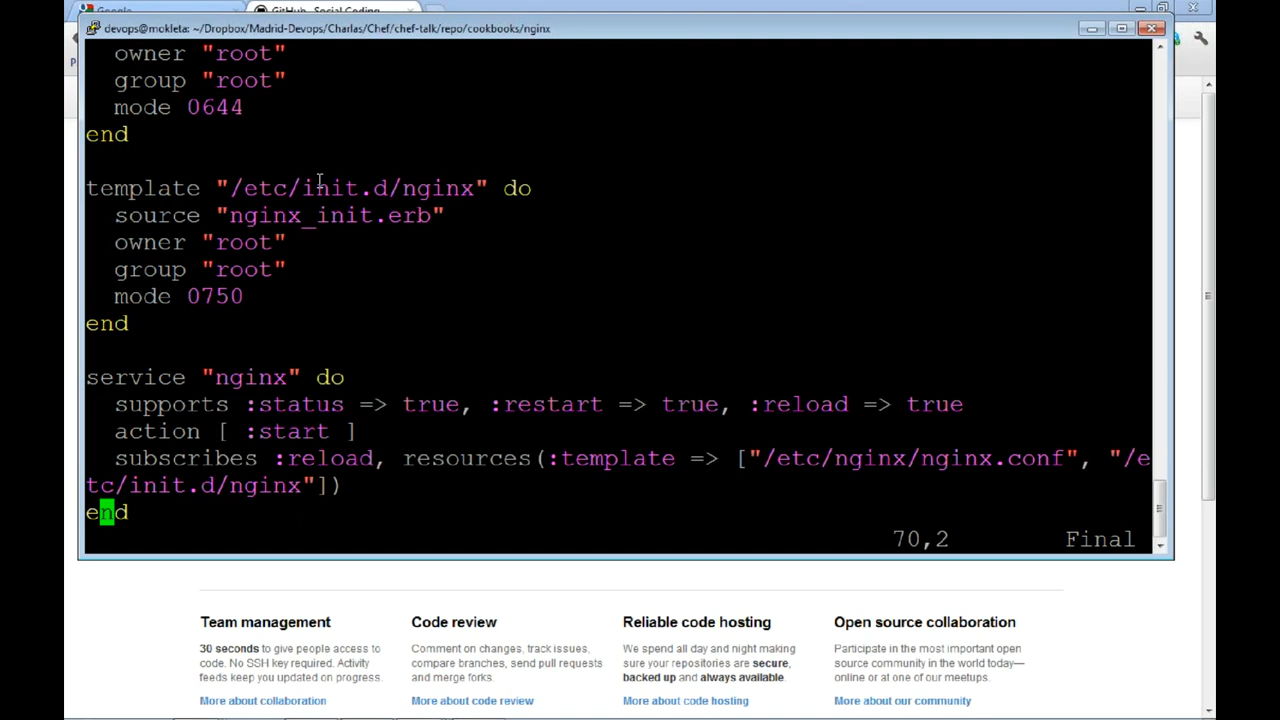 Google
GitHub · Social Coding
devops@mokleta: ~/Dropbox/Madrid-Devops/Charlas/Chef/chef-talk/repo/cookbooks/nginx
owner "root"
group "root"
mode 0644
end
template "/etc/init.d/nginx" do
source "nginx_init.erb"
owner "root"
group "root"
mode 0750
end
service "nginx" do
supports :status => true, :restart => true, :reload => true
action [ :start ]
subscribes :reload, resources(:template => ["/etc/nginx/nginx.conf", "/e
tc/init.d/nginx"])
end
70,2 Final
Team management
30 seconds to give people access to
code. No SSH key required. Activity
feeds keep you updated on progress.
More about collaboration
Code review
Comment on changes, track issues,
compare branches, send pull requests
and merge forks.
More about code review
Reliable code hosting
We spend all day and night making
sure your repositories are secure,
backed up and always available.
More about code hosting
Open source collaboration
Participate in the most important open
source community in the world today—
online or at one of our meetups.
More about our community